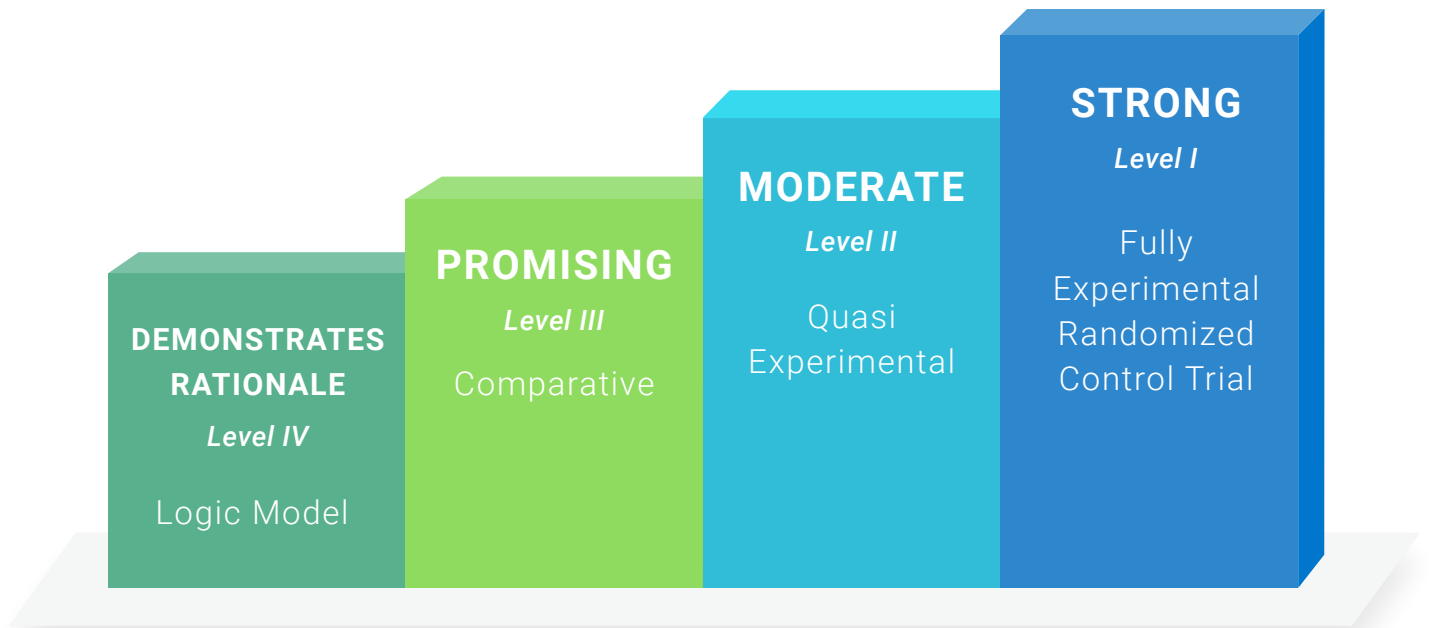 DEMONSTRATES
RATIONALE
Level IV
Logic Model
PROMISING
Level III
Comparative
MODERATE
Level II
Quasi
Experimental
STRONG
Level I
Fully
Experimental
Randomized
Control Trial